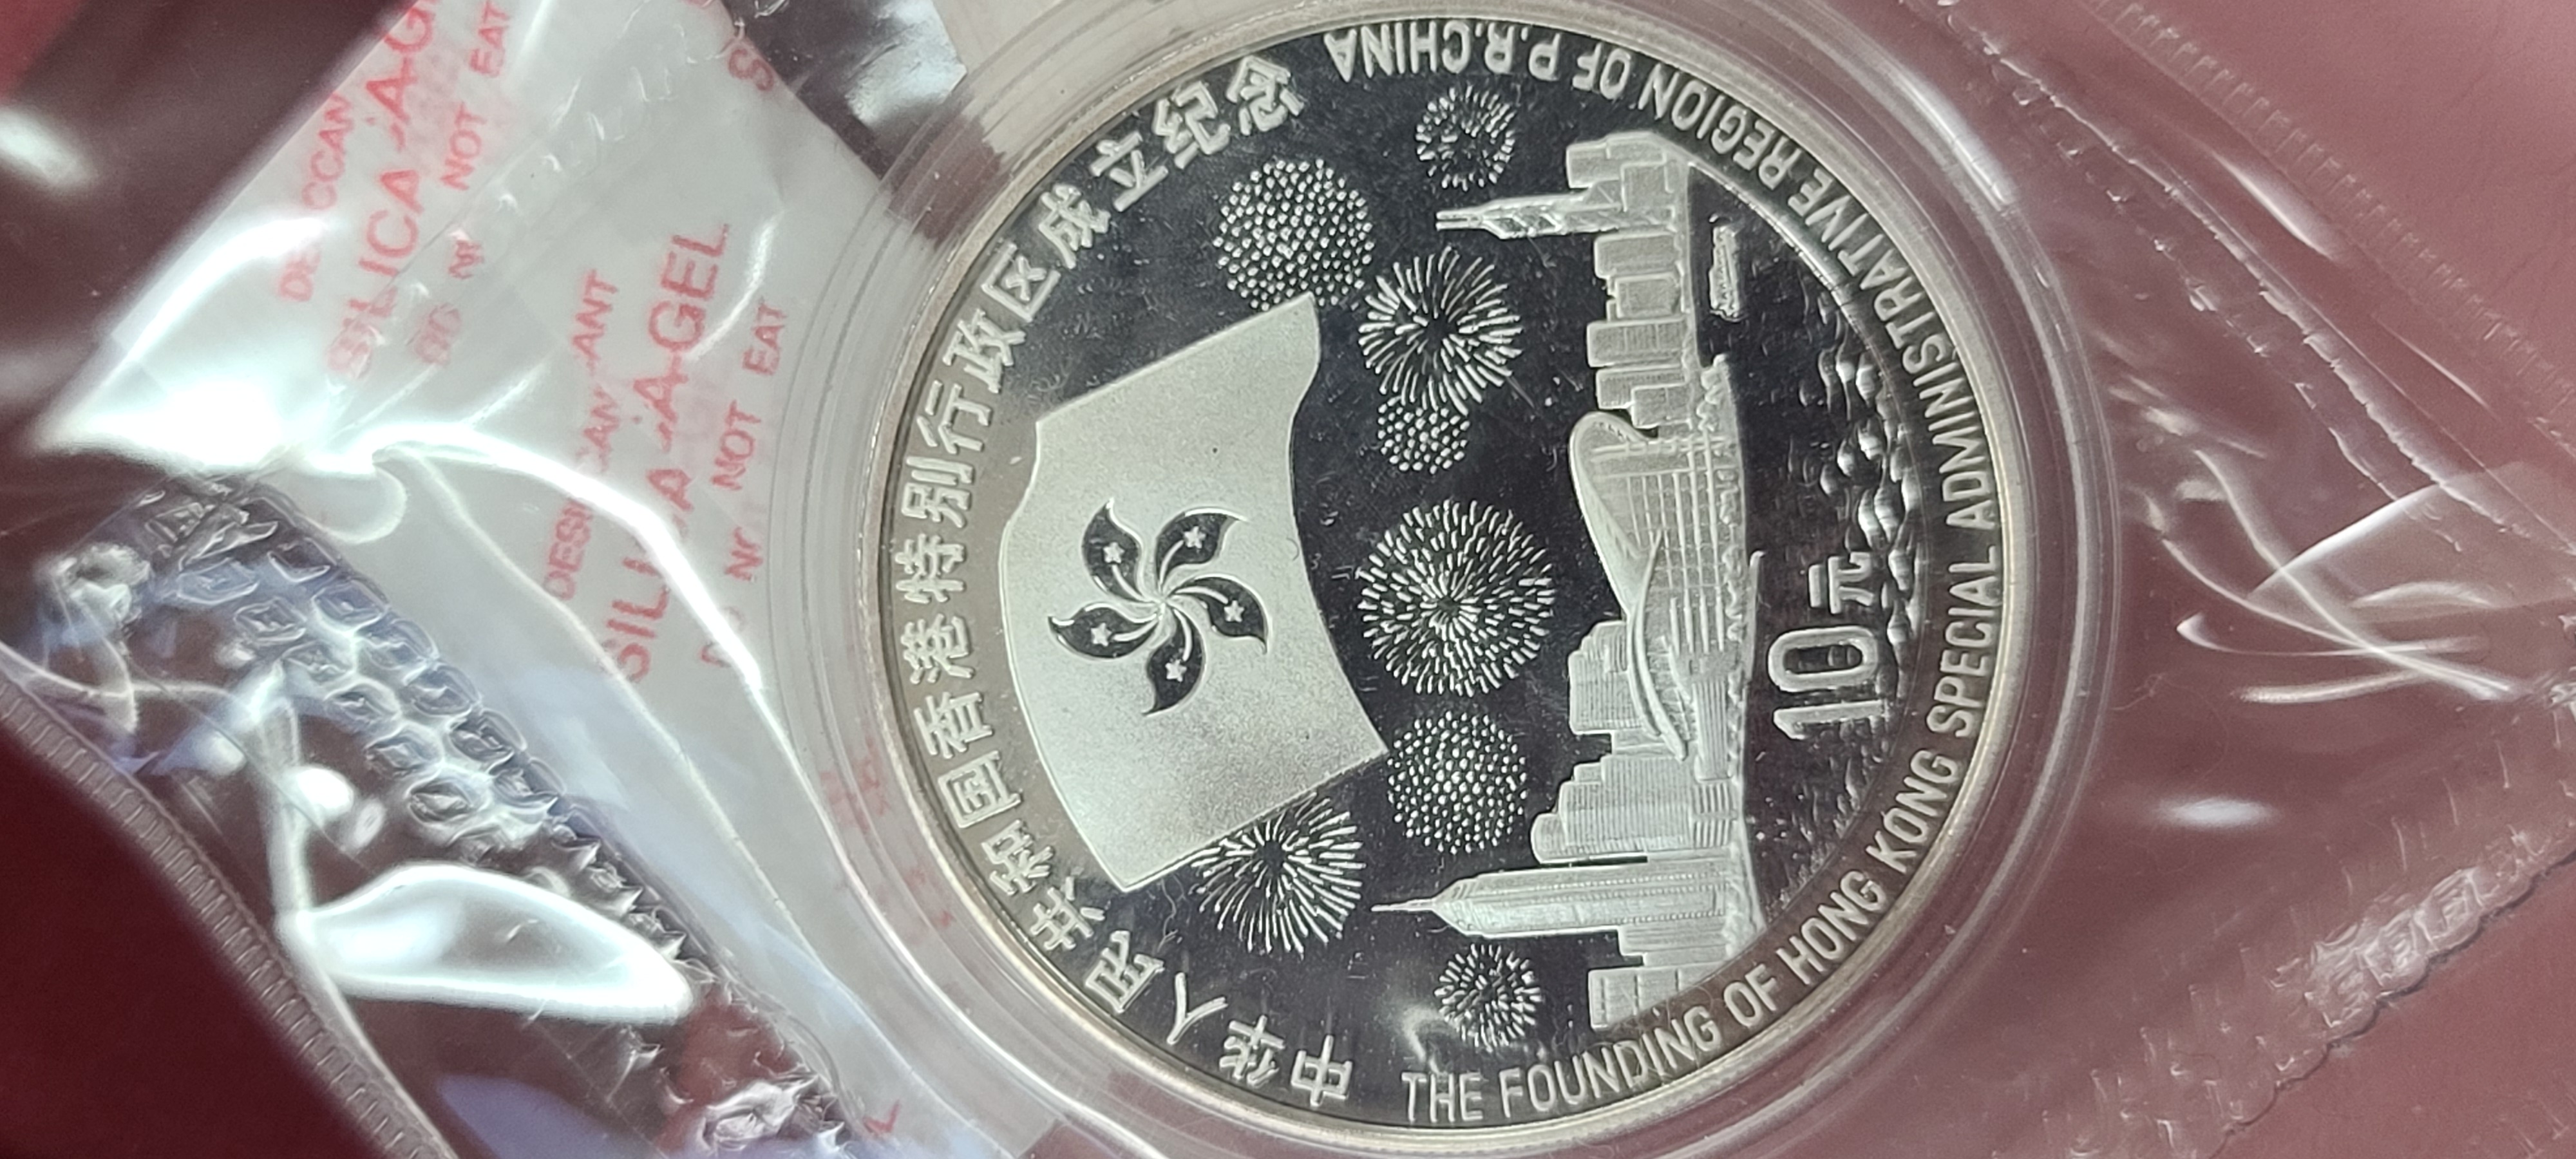 中华人民共和国香港特别行政区成立纪念
10元
THE FOUNDING OF HONG KONG SPECIAL ADMINISTRATIVE REGION OF P.R.CHINA
SILICA GEL
NOT EAT
SILICA GEL
NOT EAT